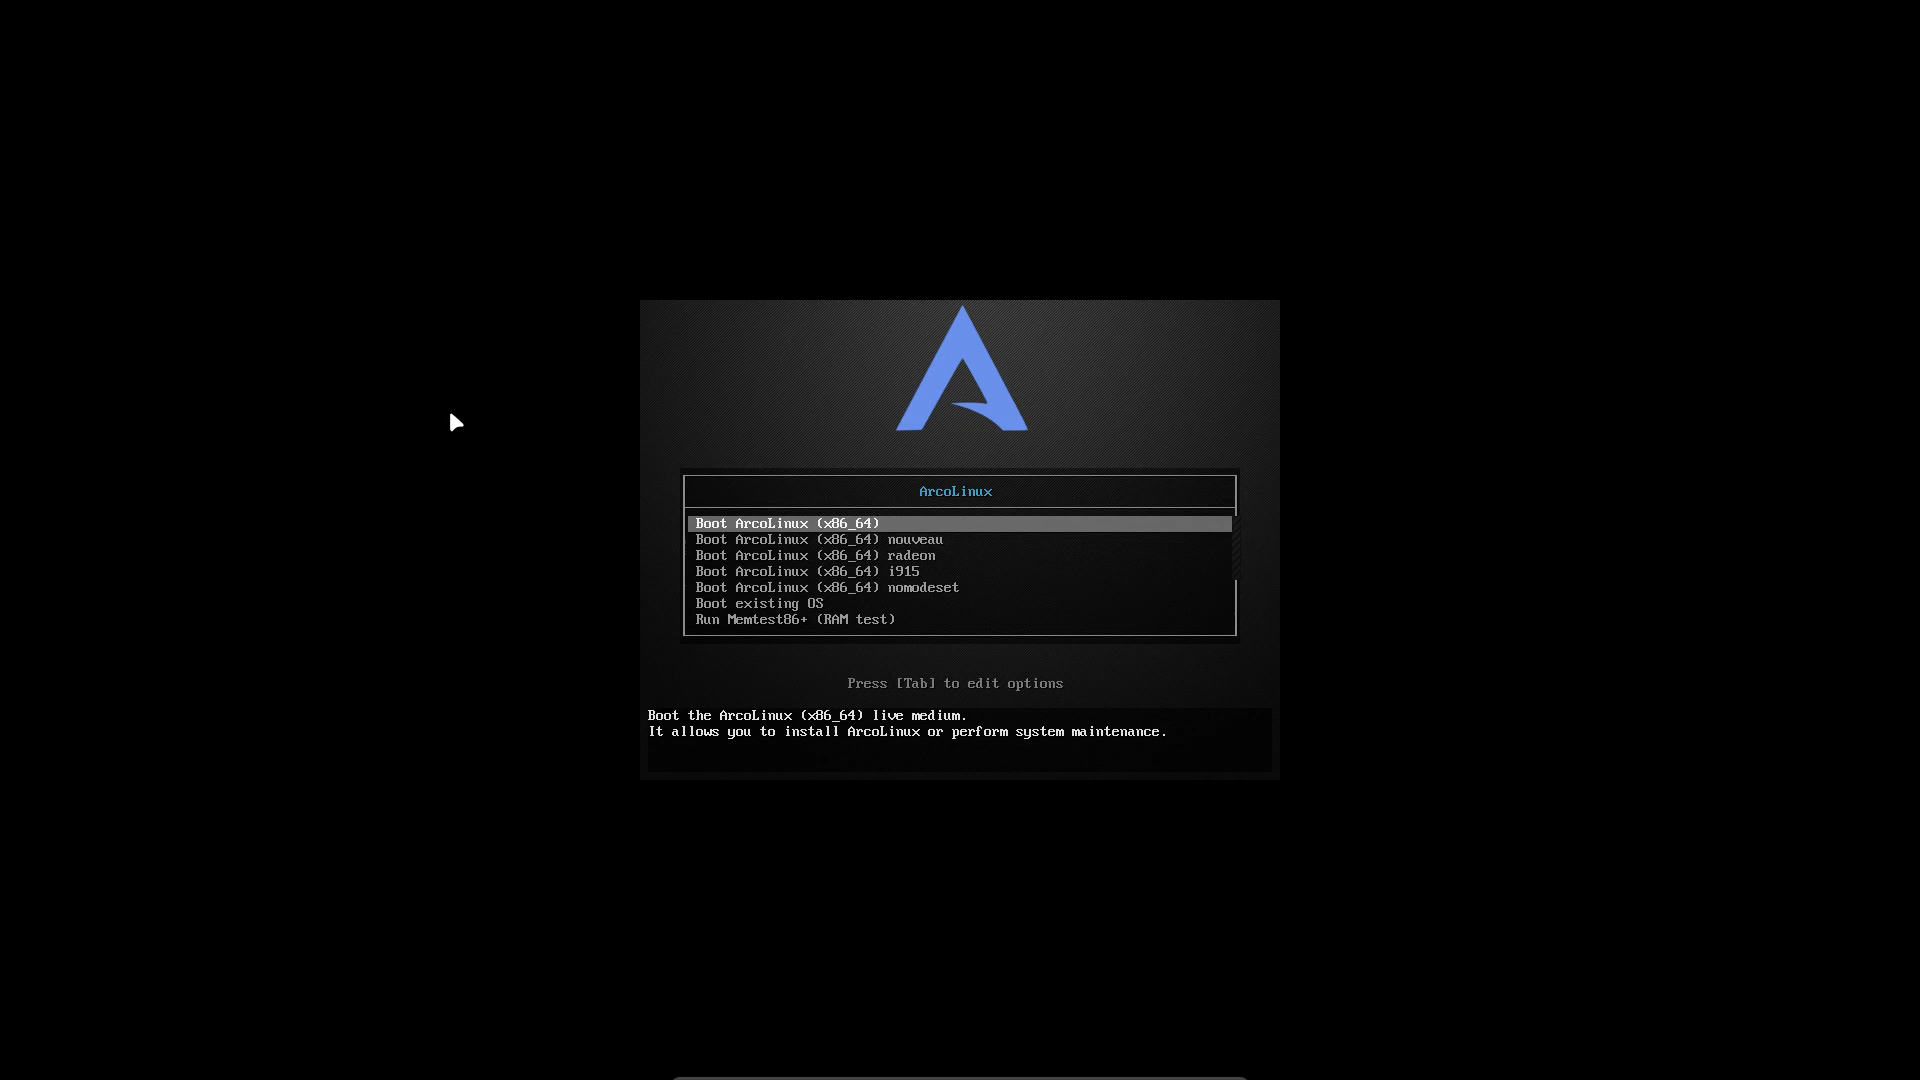 ArcoLinux
Boot ArcoLinux (x86_64)
Boot ArcoLinux (x86_64) nouveau
Boot ArcoLinux (x86_64) radeon
Boot ArcoLinux (x86_64) i915
Boot ArcoLinux (x86_64) nomodeset
Boot existing OS
Run Memtest86+ (RAM test)
Press [Tab] to edit options
Boot the ArcoLinux (x86_64) live medium.
It allows you to install ArcoLinux or perform system maintenance.